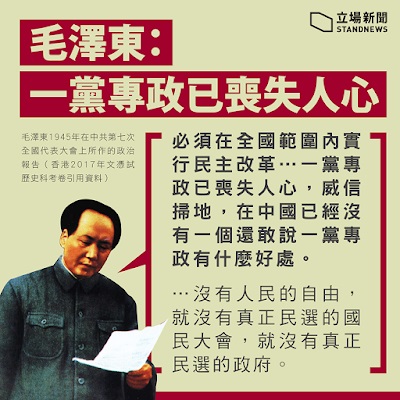 立場新聞
STANDNEWS
毛澤東：
一黨專政已喪失人心
毛澤東1945年在中共第七次
全國代表大會上所作的政治
報告（香港2017年文憑試
歷史科考卷引用資料）
必須在全國範圍內實
行民主改革⋯一黨專
政已喪失人心，威信
掃地，在中國已經沒
有一個還敢說一黨專
政有什麼好處。
⋯沒有人民的自由，
就沒有真正民選的國
民大會，就沒有真正
民選的政府。